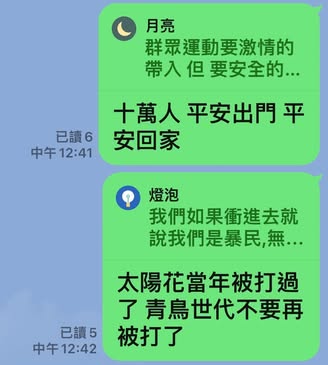 月亮
群眾運動要激情的
帶入 但 要安全的...
十萬人 平安出門 平
安回家
已讀 6
中午 12:41
燈泡
我們如果衝進去就
說我們是暴民,無...
太陽花當年被打過
了 青鳥世代不要再
被打了
已讀 5
中午 12:42